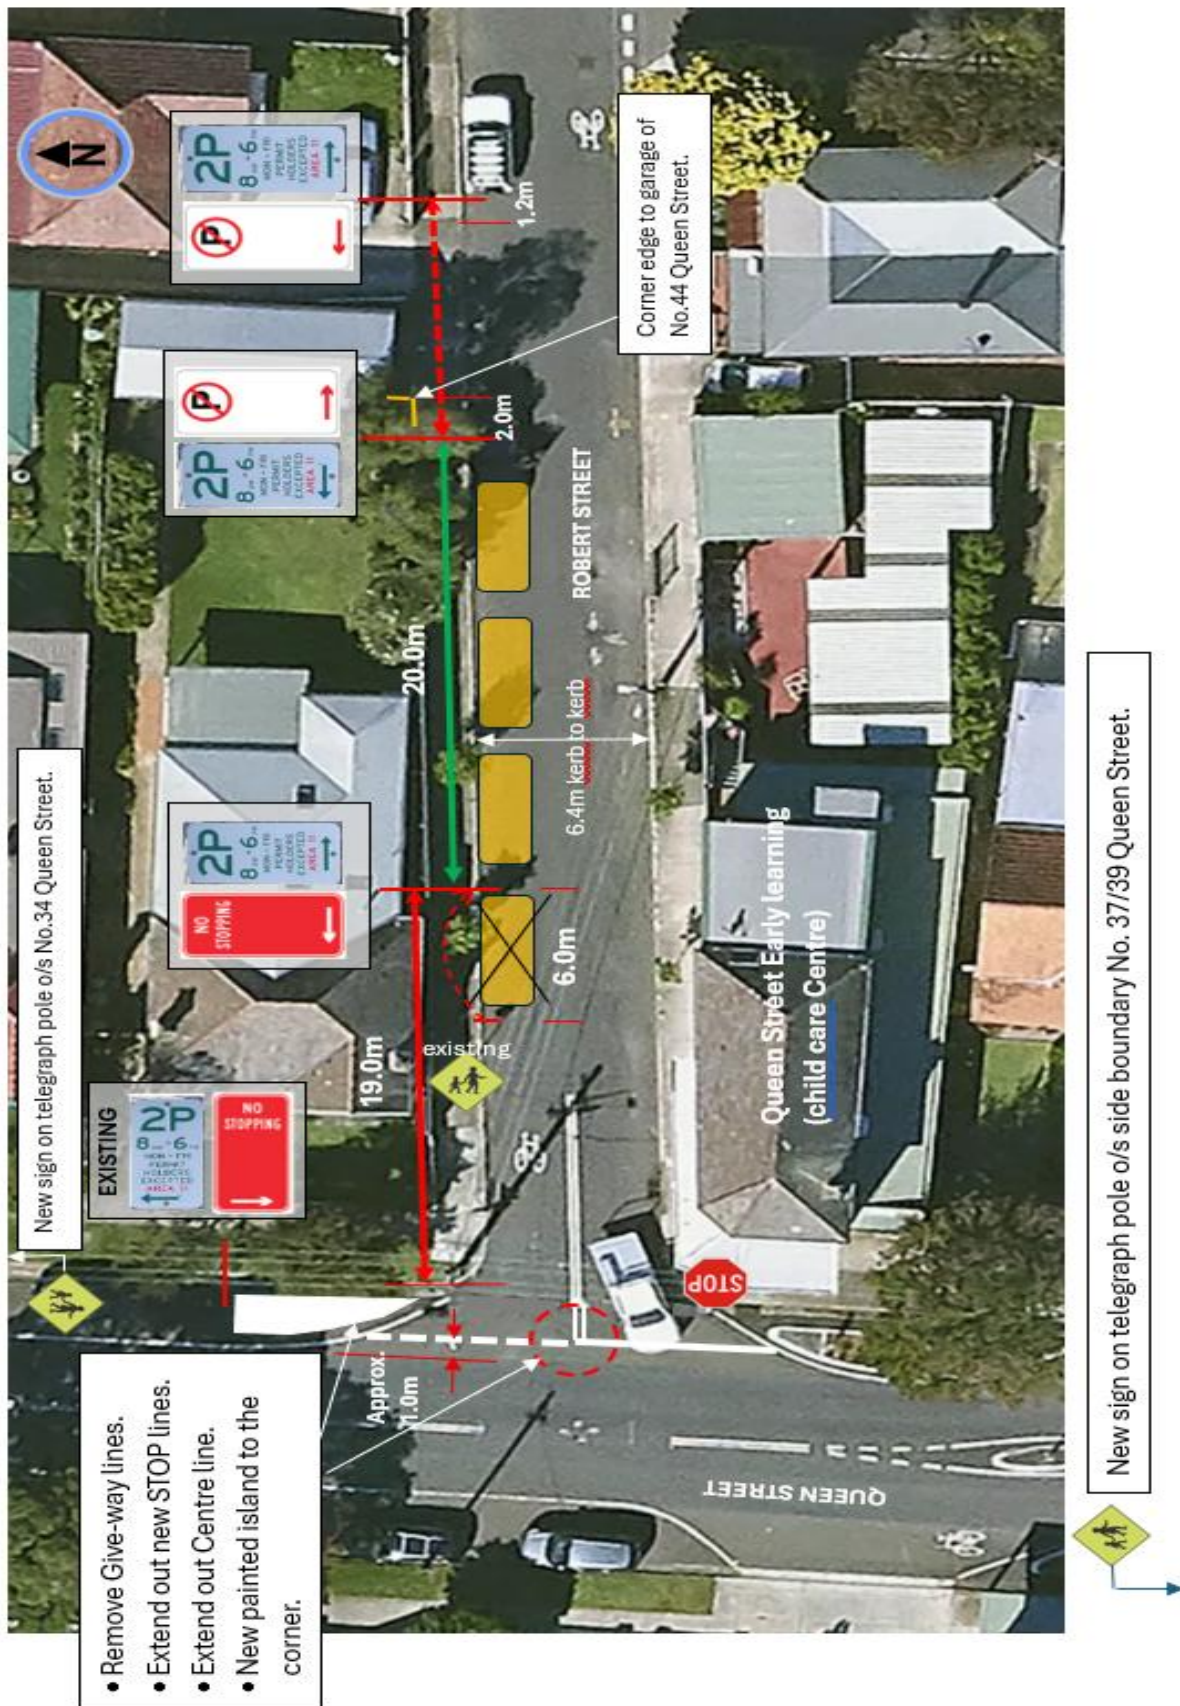 • Remove Give-way lines.
• Extend out new STOP lines.
• Extend out Centre line.
• New painted island to the
corner.
New sign on telegraph pole o/s No.34 Queen Street.
EXISTING
2P
8AM-6PM
MON-FRI
PERMIT
HOLDERS
EXCEPTED
AREA 11
NO
STOPPING
NO
STOPPING
2P
8AM-6PM
MON-FRI
PERMIT
HOLDERS
EXCEPTED
AREA 11
2P
8AM-6PM
MON-FRI
PERMIT
HOLDERS
EXCEPTED
AREA 11
P
P
2P
8AM-6PM
MON-FRI
PERMIT
HOLDERS
EXCEPTED
AREA 11
N
19.0m
20.0m
existing
6.0m
2.0m
1.2m
Approx.
1.0m
6.4m kerb to kerb
ROBERT STREET
Corner edge to garage of
No.44 Queen Street.
STOP
Queen Street Early learning
(child care Centre)
QUEEN STREET
New sign on telegraph pole o/s side boundary No. 37/39 Queen Street.